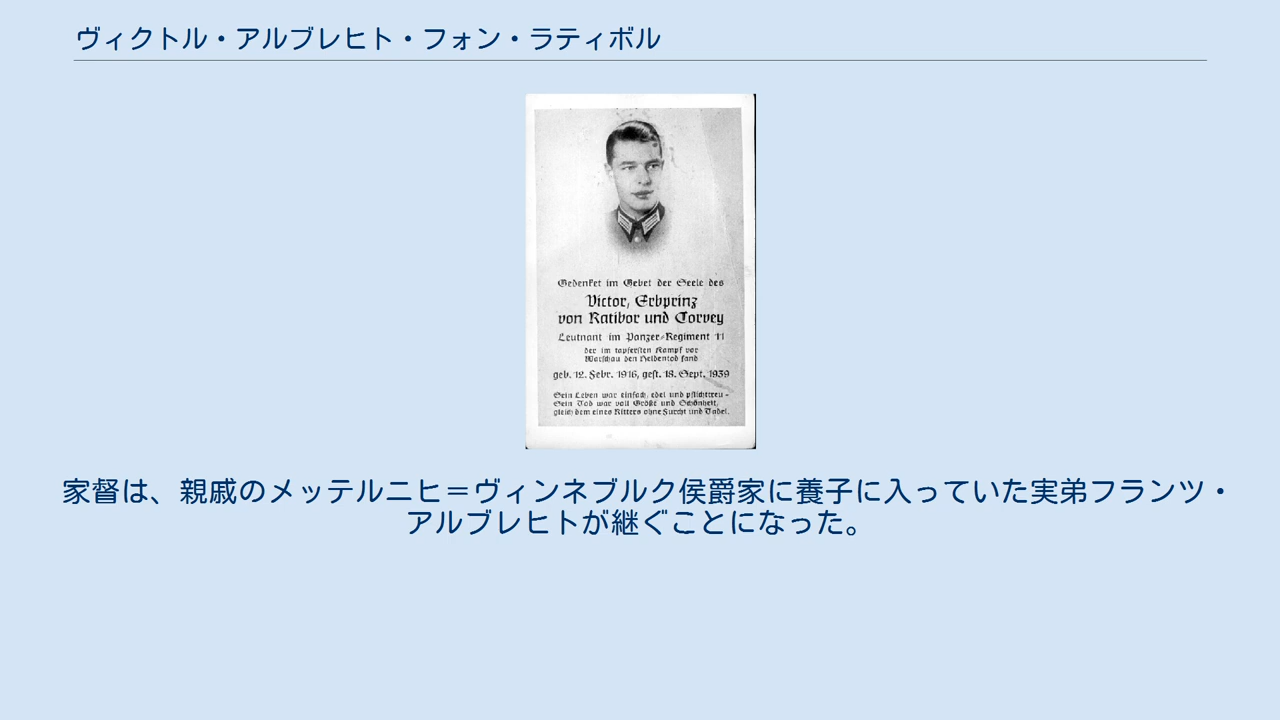 ヴィクトル・アルブレヒト・フォン・ラティボル
Gedenket im Gebet der Seele des
Victor, Erbprinz
von Ratibor und Corvey
Leutnant im Panzer-Regiment 11
der im tapfersten Kampf vor
Warschau den Heldentod fand
geb. 12. Febr. 1916, gest. 18. Sept. 1939
Sein Leben war einfach, edel und pflichttreu -
Sein Tod war voll Größe und Schönheit,
gleich dem eines Ritters ohne Furcht und Tadel.
家督は、親戚のメッテルニヒ＝ヴィンネブルク侯爵家に養子に入っていた実弟フランツ・
アルブレヒトが継ぐことになった。